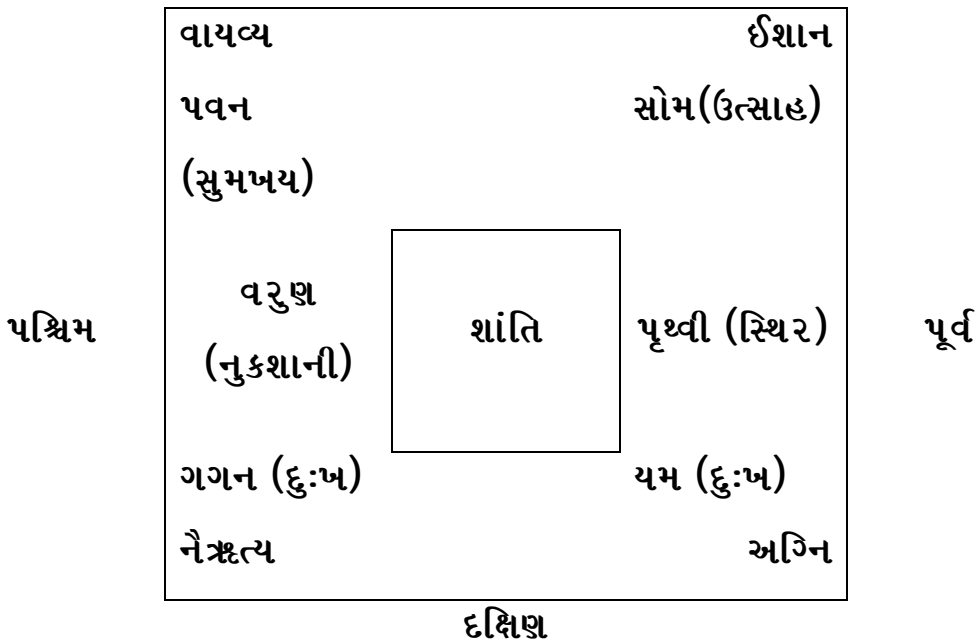 વાયવ્ય ઈશાન
પવન સોમ(ઉત્સાહ)
(સુમખય)
વરુણ
પશ્ચિમ શાંતિ પૃથ્વી (સ્થિર) પૂર્વ
(નુકશાની)
ગગન (દુ:ખ) યમ (દુ:ખ)
નૈઋત્ય અગ્નિ
દક્ષિણ